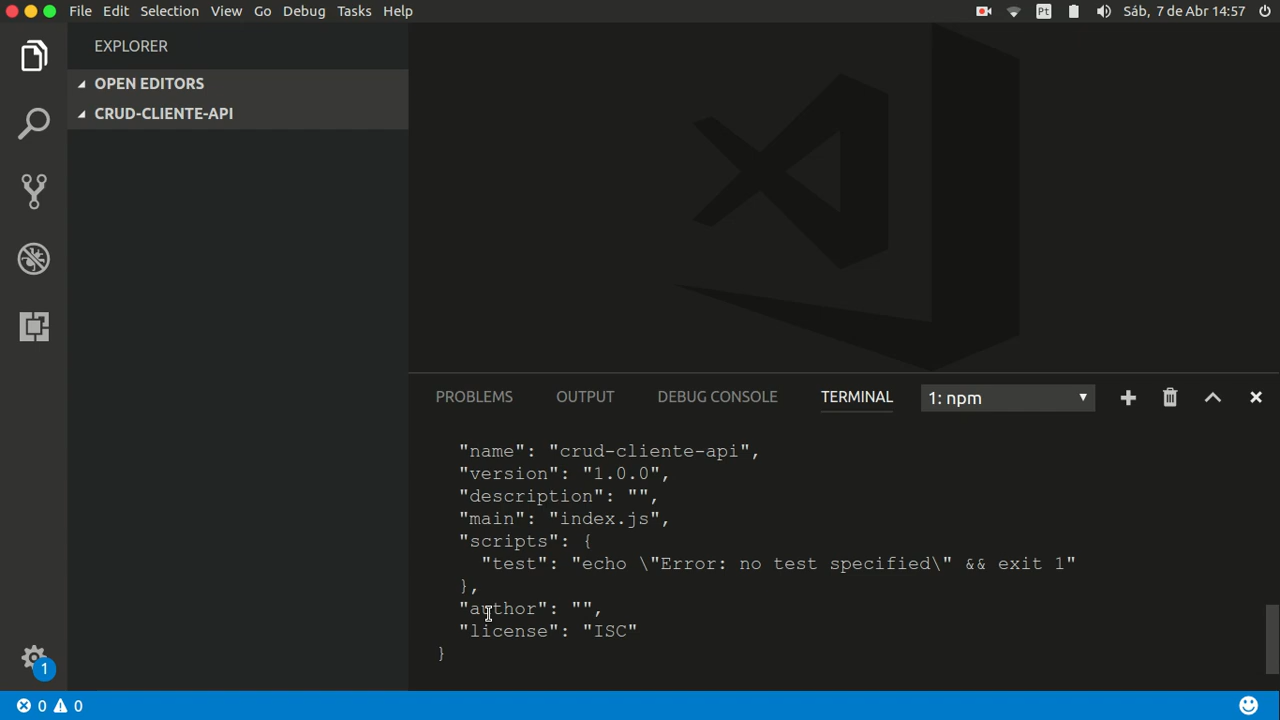 File Edit Selection View Go Debug Tasks Help
Pt
Sáb, 7 de Abr 14:57
EXPLORER
OPEN EDITORS
CRUD-CLIENTE-API
PROBLEMS OUTPUT DEBUG CONSOLE TERMINAL 1: npm
"name": "crud-cliente-api",
"version": "1.0.0",
"description": "",
"main": "index.js",
"scripts": {
"test": "echo \"Error: no test specified\" && exit 1"
},
"author": "",
"license": "ISC"
}
1
0 0